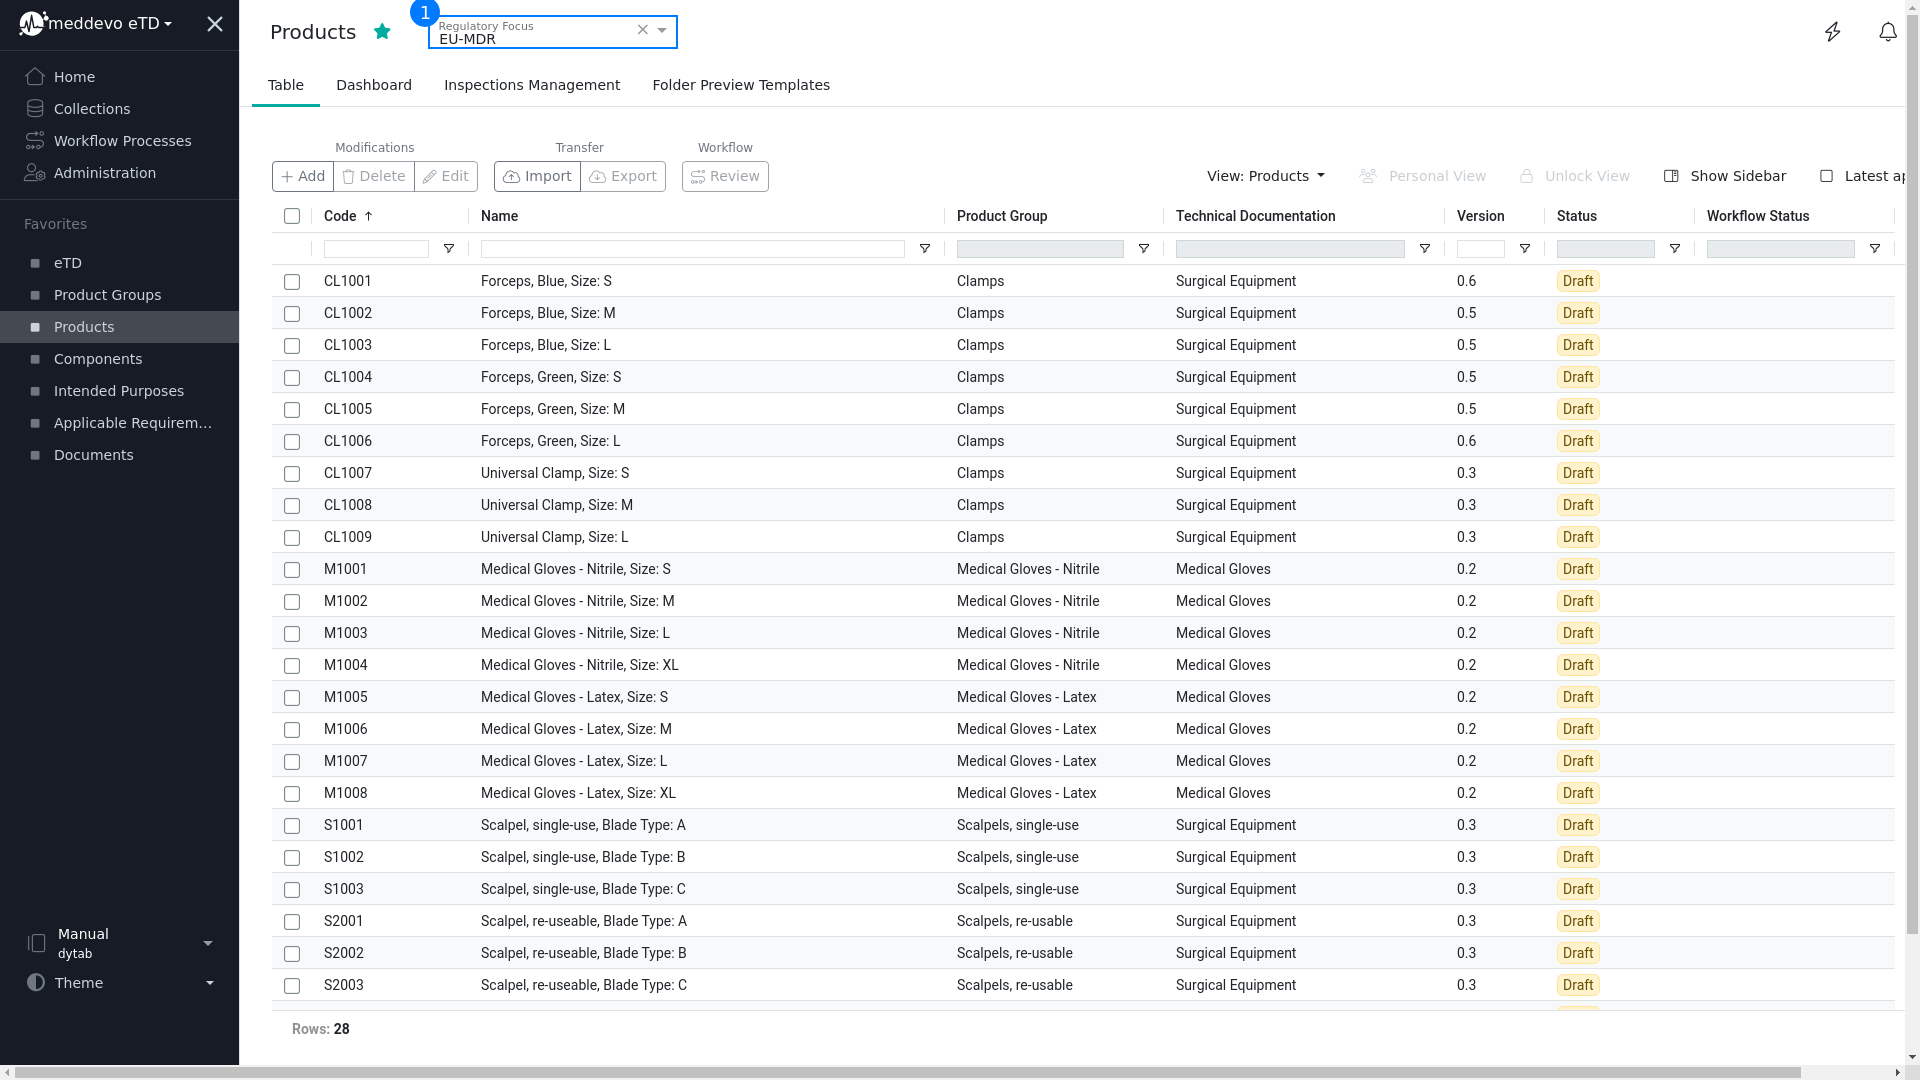 meddevo eTD
Home
Collections
Workflow Processes
Administration
Favorites
eTD
Product Groups
Products
Components
Intended Purposes
Applicable Requirem...
Documents
Manual
dytab
Theme
Products
1
Regulatory Focus
EU-MDR
Table Dashboard Inspections Management Folder Preview Templates
Modifications Transfer Workflow
Add Delete Edit Import Export Review View: Products Personal View Unlock View Show Sidebar Latest ap
Code Name Product Group Technical Documentation Version Status Workflow Status
CL1001 Forceps, Blue, Size: S Clamps Surgical Equipment 0.6 Draft
CL1002 Forceps, Blue, Size: M Clamps Surgical Equipment 0.5 Draft
CL1003 Forceps, Blue, Size: L Clamps Surgical Equipment 0.5 Draft
CL1004 Forceps, Green, Size: S Clamps Surgical Equipment 0.5 Draft
CL1005 Forceps, Green, Size: M Clamps Surgical Equipment 0.5 Draft
CL1006 Forceps, Green, Size: L Clamps Surgical Equipment 0.6 Draft
CL1007 Universal Clamp, Size: S Clamps Surgical Equipment 0.3 Draft
CL1008 Universal Clamp, Size: M Clamps Surgical Equipment 0.3 Draft
CL1009 Universal Clamp, Size: L Clamps Surgical Equipment 0.3 Draft
M1001 Medical Gloves - Nitrile, Size: S Medical Gloves - Nitrile Medical Gloves 0.2 Draft
M1002 Medical Gloves - Nitrile, Size: M Medical Gloves - Nitrile Medical Gloves 0.2 Draft
M1003 Medical Gloves - Nitrile, Size: L Medical Gloves - Nitrile Medical Gloves 0.2 Draft
M1004 Medical Gloves - Nitrile, Size: XL Medical Gloves - Nitrile Medical Gloves 0.2 Draft
M1005 Medical Gloves - Latex, Size: S Medical Gloves - Latex Medical Gloves 0.2 Draft
M1006 Medical Gloves - Latex, Size: M Medical Gloves - Latex Medical Gloves 0.2 Draft
M1007 Medical Gloves - Latex, Size: L Medical Gloves - Latex Medical Gloves 0.2 Draft
M1008 Medical Gloves - Latex, Size: XL Medical Gloves - Latex Medical Gloves 0.2 Draft
S1001 Scalpel, single-use, Blade Type: A Scalpels, single-use Surgical Equipment 0.3 Draft
S1002 Scalpel, single-use, Blade Type: B Scalpels, single-use Surgical Equipment 0.3 Draft
S1003 Scalpel, single-use, Blade Type: C Scalpels, single-use Surgical Equipment 0.3 Draft
S2001 Scalpel, re-useable, Blade Type: A Scalpels, re-usable Surgical Equipment 0.3 Draft
S2002 Scalpel, re-useable, Blade Type: B Scalpels, re-usable Surgical Equipment 0.3 Draft
S2003 Scalpel, re-useable, Blade Type: C Scalpels, re-usable Surgical Equipment 0.3 Draft
Rows: 28